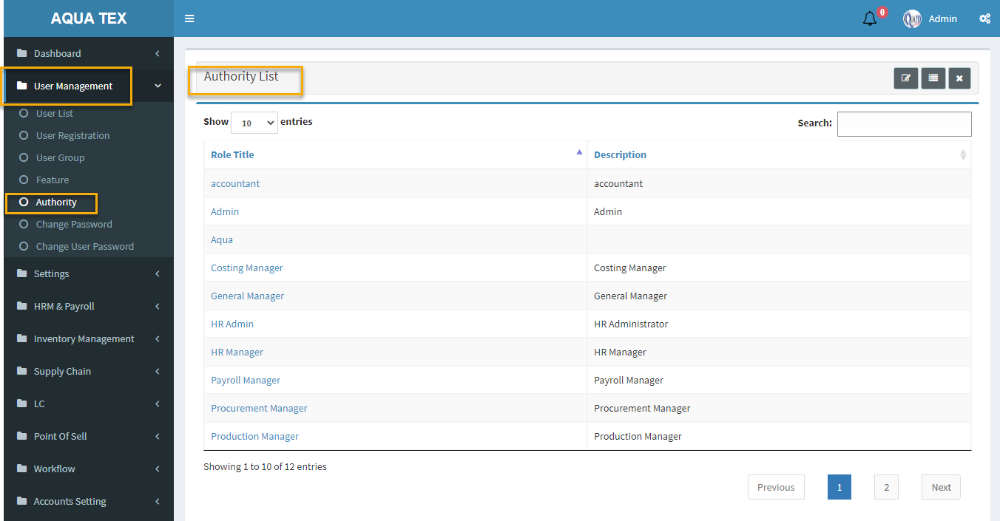 AQUA TEX
0
Admin
Dashboard
User Management
User List
User Registration
User Group
Feature
Authority
Change Password
Change User Password
Settings
HRM & Payroll
Inventory Management
Supply Chain
LC
Point Of Sell
Workflow
Accounts Setting
Authority List
Show 10 entries
Search:
Role Title Description
accountant accountant
Admin Admin
Aqua
Costing Manager Costing Manager
General Manager General Manager
HR Admin HR Administrator
HR Manager HR Manager
Payroll Manager Payroll Manager
Procurement Manager Procurement Manager
Production Manager Production Manager
Showing 1 to 10 of 12 entries
Previous 1 2 Next